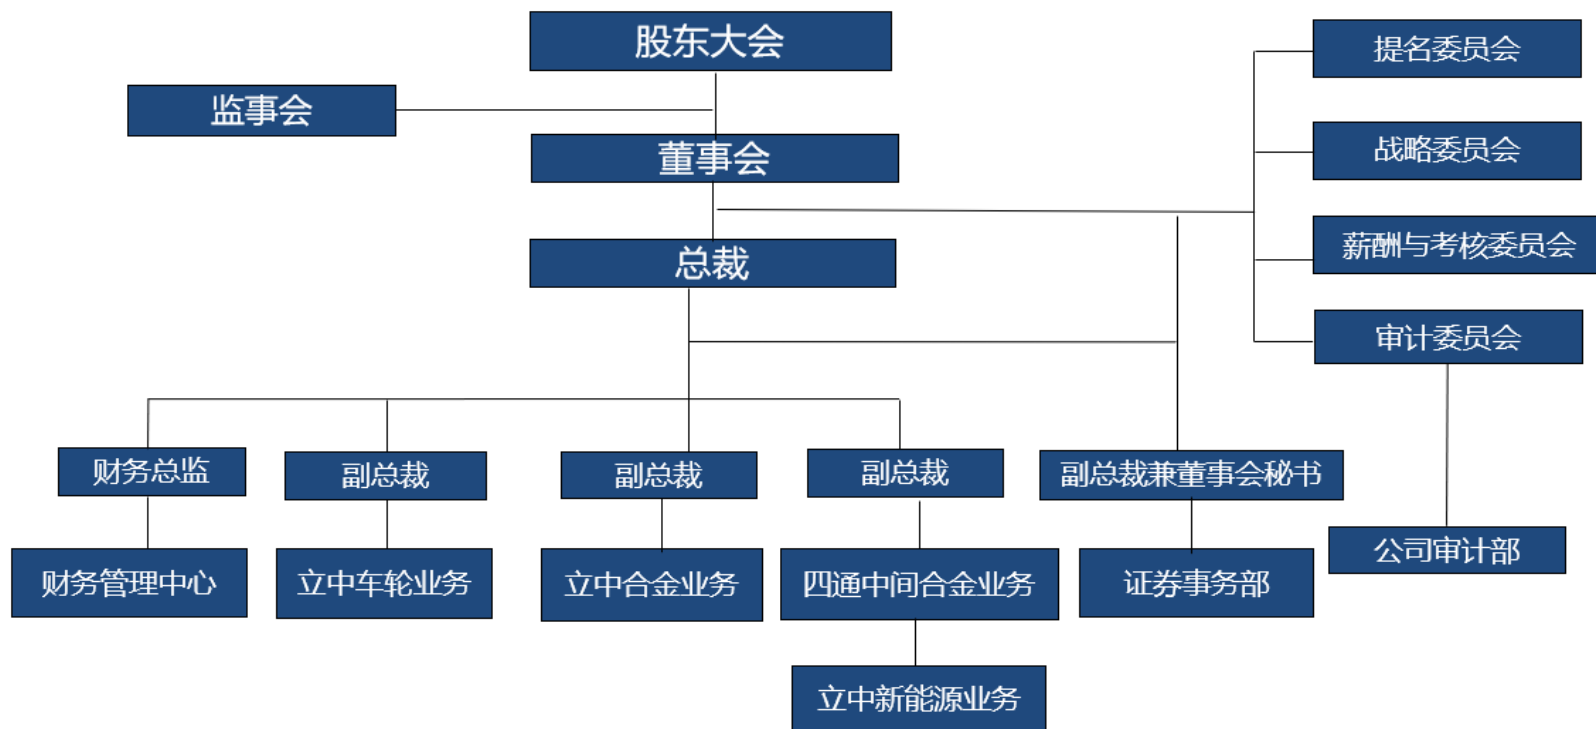 股东大会
提名委员会
监事会
董事会
战略委员会
总裁
薪酬与考核委员会
审计委员会
财务总监
副总裁
副总裁
副总裁
副总裁兼董事会秘书
公司审计部
财务管理中心
立中车轮业务
立中合金业务
四通中间合金业务
证券事务部
立中新能源业务